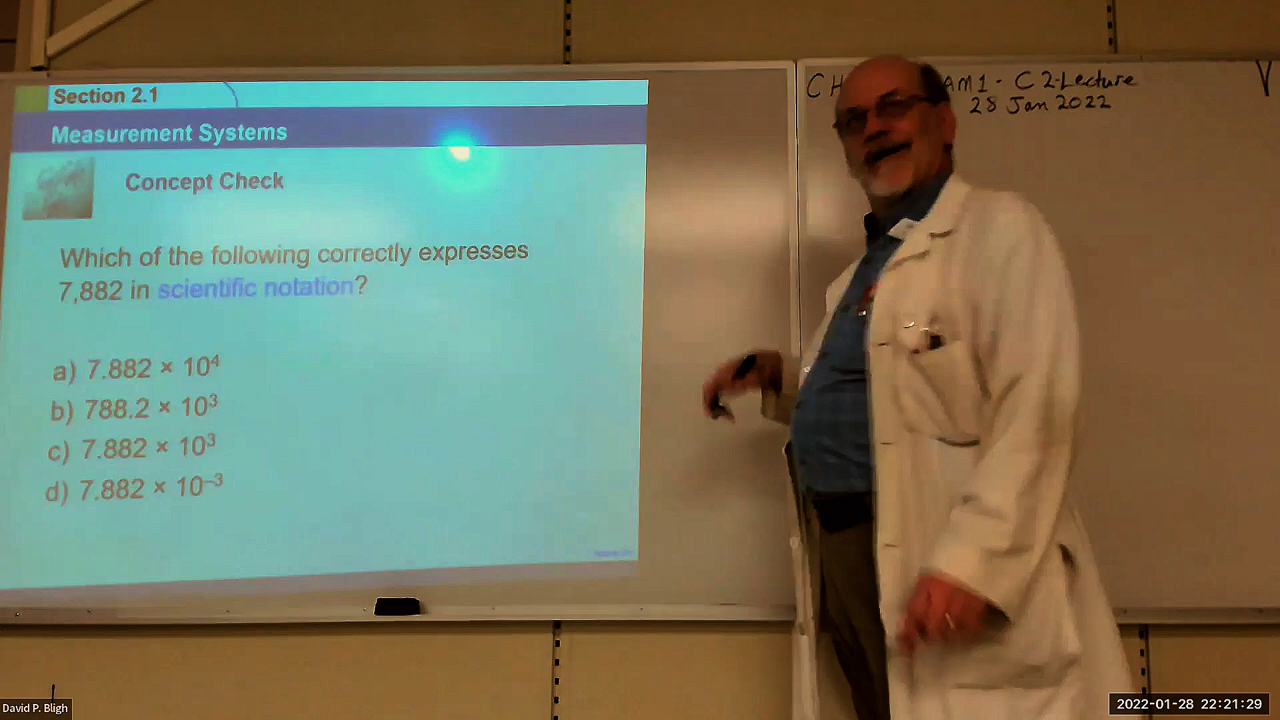 Section 2.1
Measurement Systems
Concept Check
Which of the following correctly expresses
7,882 in scientific notation?
a) 7.882 × 10⁴
b) 788.2 × 10³
c) 7.882 × 10³
d) 7.882 × 10⁻³
CH AM1 - C2-Lecture
28 Jan 2022
David P. Bligh
2022-01-28 22:21:29